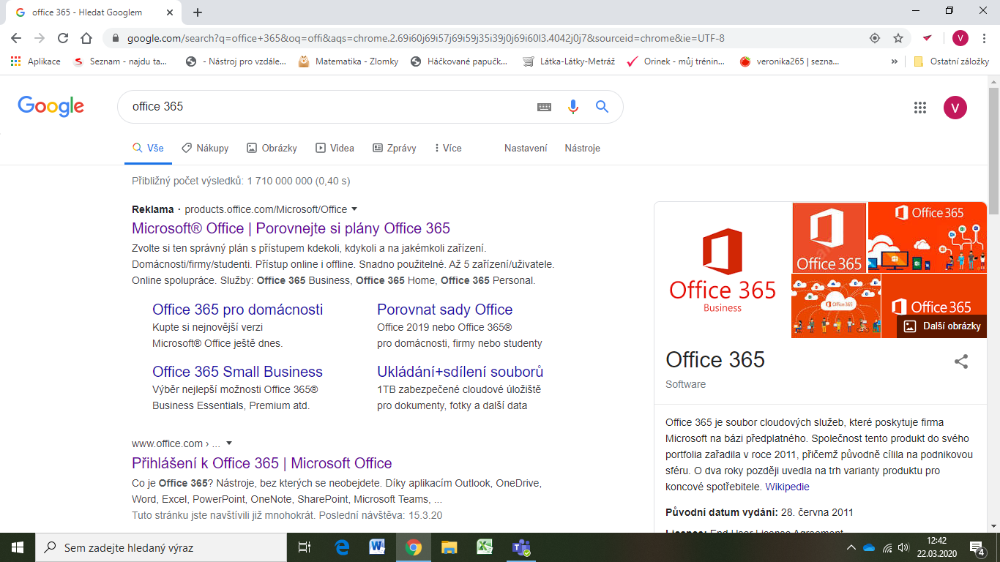 office 365 - Hledat Googlem
google.com/search?q=office+365&oq=offi&aqs=chrome.2.69i60j69i57j69i59j35i39j0j69i60l3.4042j0j7&sourceid=chrome&ie=UTF-8
V
Aplikace
Seznam - najdu ta...
- Nástroj pro vzdále...
Matematika - Zlomky
Háčkované papučk...
Látka-Látky-Metráž
Orinek - můj trénin...
veronika265 | sezna...
»
Ostatní záložky
Google
office 365
V
Vše
Nákupy
Obrázky
Videa
Zprávy
Více
Nastavení
Nástroje
Přibližný počet výsledků: 1 710 000 000 (0,40 s)
Reklama · products.office.com/Microsoft/Office
Microsoft® Office | Porovnejte si plány Office 365
Zvolte si ten správný plán s přístupem kdekoli, kdykoli a na jakémkoli zařízení.
Domácnosti/firmy/studenti. Přístup online i offline. Snadno použitelné. Až 5 zařízení/uživatele.
Online spolupráce. Služby: Office 365 Business, Office 365 Home, Office 365 Personal.
Office 365 pro domácnosti
Kupte si nejnovější verzi
Microsoft® Office ještě dnes.
Porovnat sady Office
Office 2019 nebo Office 365®
pro domácnosti, firmy nebo studenty
Office 365 Small Business
Výběr nejlepší možnosti Office 365®
Business Essentials, Premium atd.
Ukládání+sdílení souborů
1TB zabezpečené cloudové úložiště
pro dokumenty, fotky a další data
www.office.com › ...
Přihlášení k Office 365 | Microsoft Office
Co je Office 365? Nástroje, bez kterých se neobejdete. Díky aplikacím Outlook, OneDrive,
Word, Excel, PowerPoint, OneNote, SharePoint, Microsoft Teams, ...
Tuto stránku jste navštívili již mnohokrát. Poslední návštěva: 15.3.20
Office 365
Business
Office 365
Office 365
Office 365
Office 365
Další obrázky
Office 365
Software
Office 365 je soubor cloudových služeb, které poskytuje firma
Microsoft na bázi předplatného. Společnost tento produkt do svého
portfolia zařadila v roce 2011, přičemž původně cílila na podnikovou
sféru. O dva roky později uvedla na trh varianty produktu pro
koncové spotřebitele. Wikipedie
Původní datum vydání: 28. června 2011
Licence: End User License Agreement
Sem zadejte hledaný výraz
12:42
22.03.2020
4